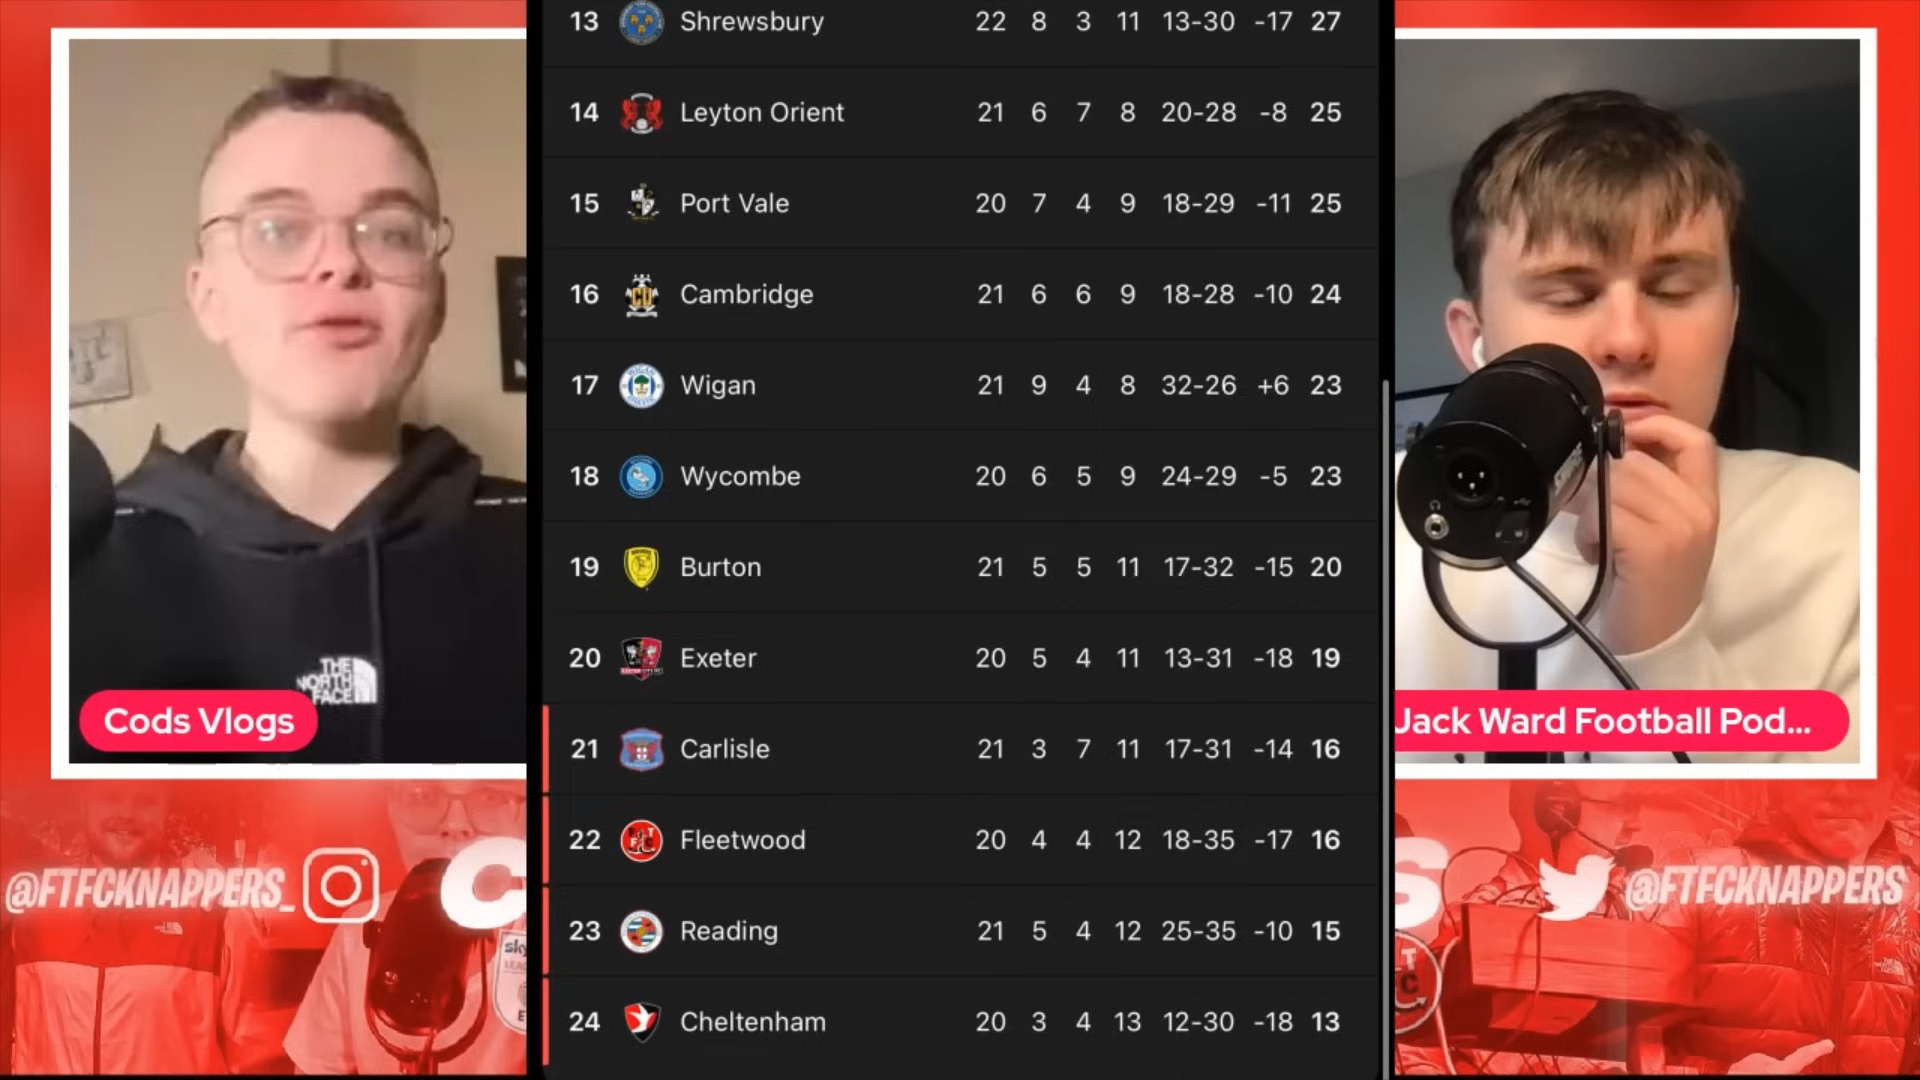 13 Shrewsbury 22 8 3 11 13-30 -17 27
14 Leyton Orient 21 6 7 8 20-28 -8 25
15 Port Vale 20 7 4 9 18-29 -11 25
16 Cambridge 21 6 6 9 18-28 -10 24
17 Wigan 21 9 4 8 32-26 +6 23
18 Wycombe 20 6 5 9 24-29 -5 23
19 Burton 21 5 5 11 17-32 -15 20
20 Exeter 20 5 4 11 13-31 -18 19
21 Carlisle 21 3 7 11 17-31 -14 16
22 Fleetwood 20 4 4 12 18-35 -17 16
23 Reading 21 5 4 12 25-35 -10 15
24 Cheltenham 20 3 4 13 12-30 -18 13
THE
NORTH
FACE
Cods Vlogs
Jack Ward Football Pod...
@FTFCKNAPPERS_
@FTFCKNAPPERS